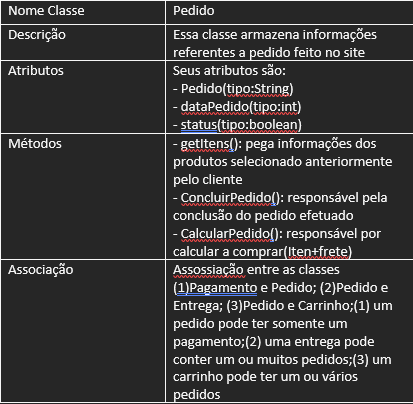 Nome Classe Pedido
Descrição Essa classe armazena informações
referentes a pedido feito no site
Atributos Seus atributos são:
- Pedido(tipo:String)
- dataPedido(tipo:int)
- status(tipo:boolean)
Métodos - getItens(): pega informações dos
produtos selecionado anteriormente
pelo cliente
- ConcluirPedido(): responsável pela
conclusão do pedido efetuado
- CalcularPedido(): responsável por
calcular a comprar(iten+frete)
Associação Assossiação entre as classes
(1)Pagamento e Pedido; (2)Pedido e
Entrega; (3)Pedido e Carrinho;(1) um
pedido pode ter somente um
pagamento;(2) uma entrega pode
conter um ou muitos pedidos;(3) um
carrinho pode ter um ou vários
pedidos